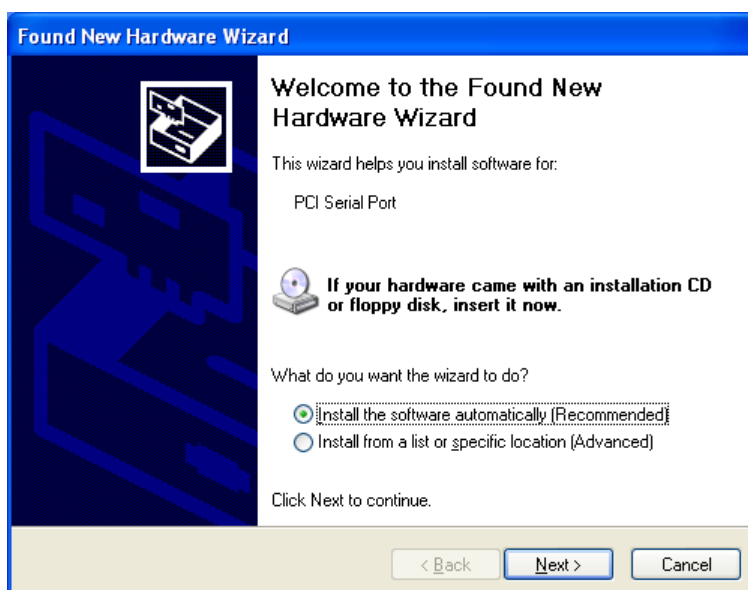 Found New Hardware Wizard
Welcome to the Found New
Hardware Wizard
This wizard helps you install software for:
PCI Serial Port
If your hardware came with an installation CD
or floppy disk, insert it now.
What do you want the wizard to do?
Install the software automatically (Recommended)
Install from a list or specific location (Advanced)
Click Next to continue.
< Back Next > Cancel